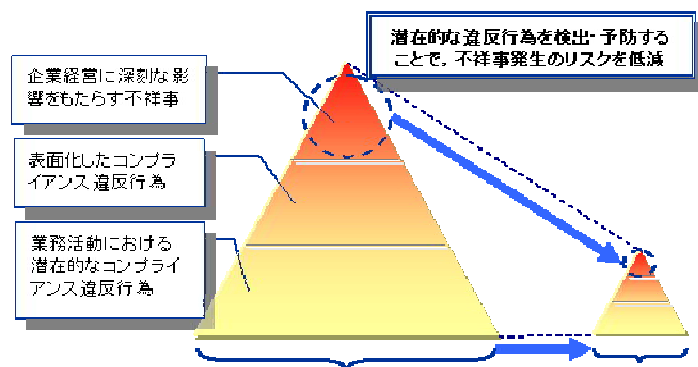 潜在的な違反行為を検出・予防する
ことで，不祥事発生のリスクを低減
企業経営に深刻な影
響をもたらす不祥事
表面化したコンプラ
イアンス違反行為
業務活動における
潜在的なコンプライ
アンス違反行為